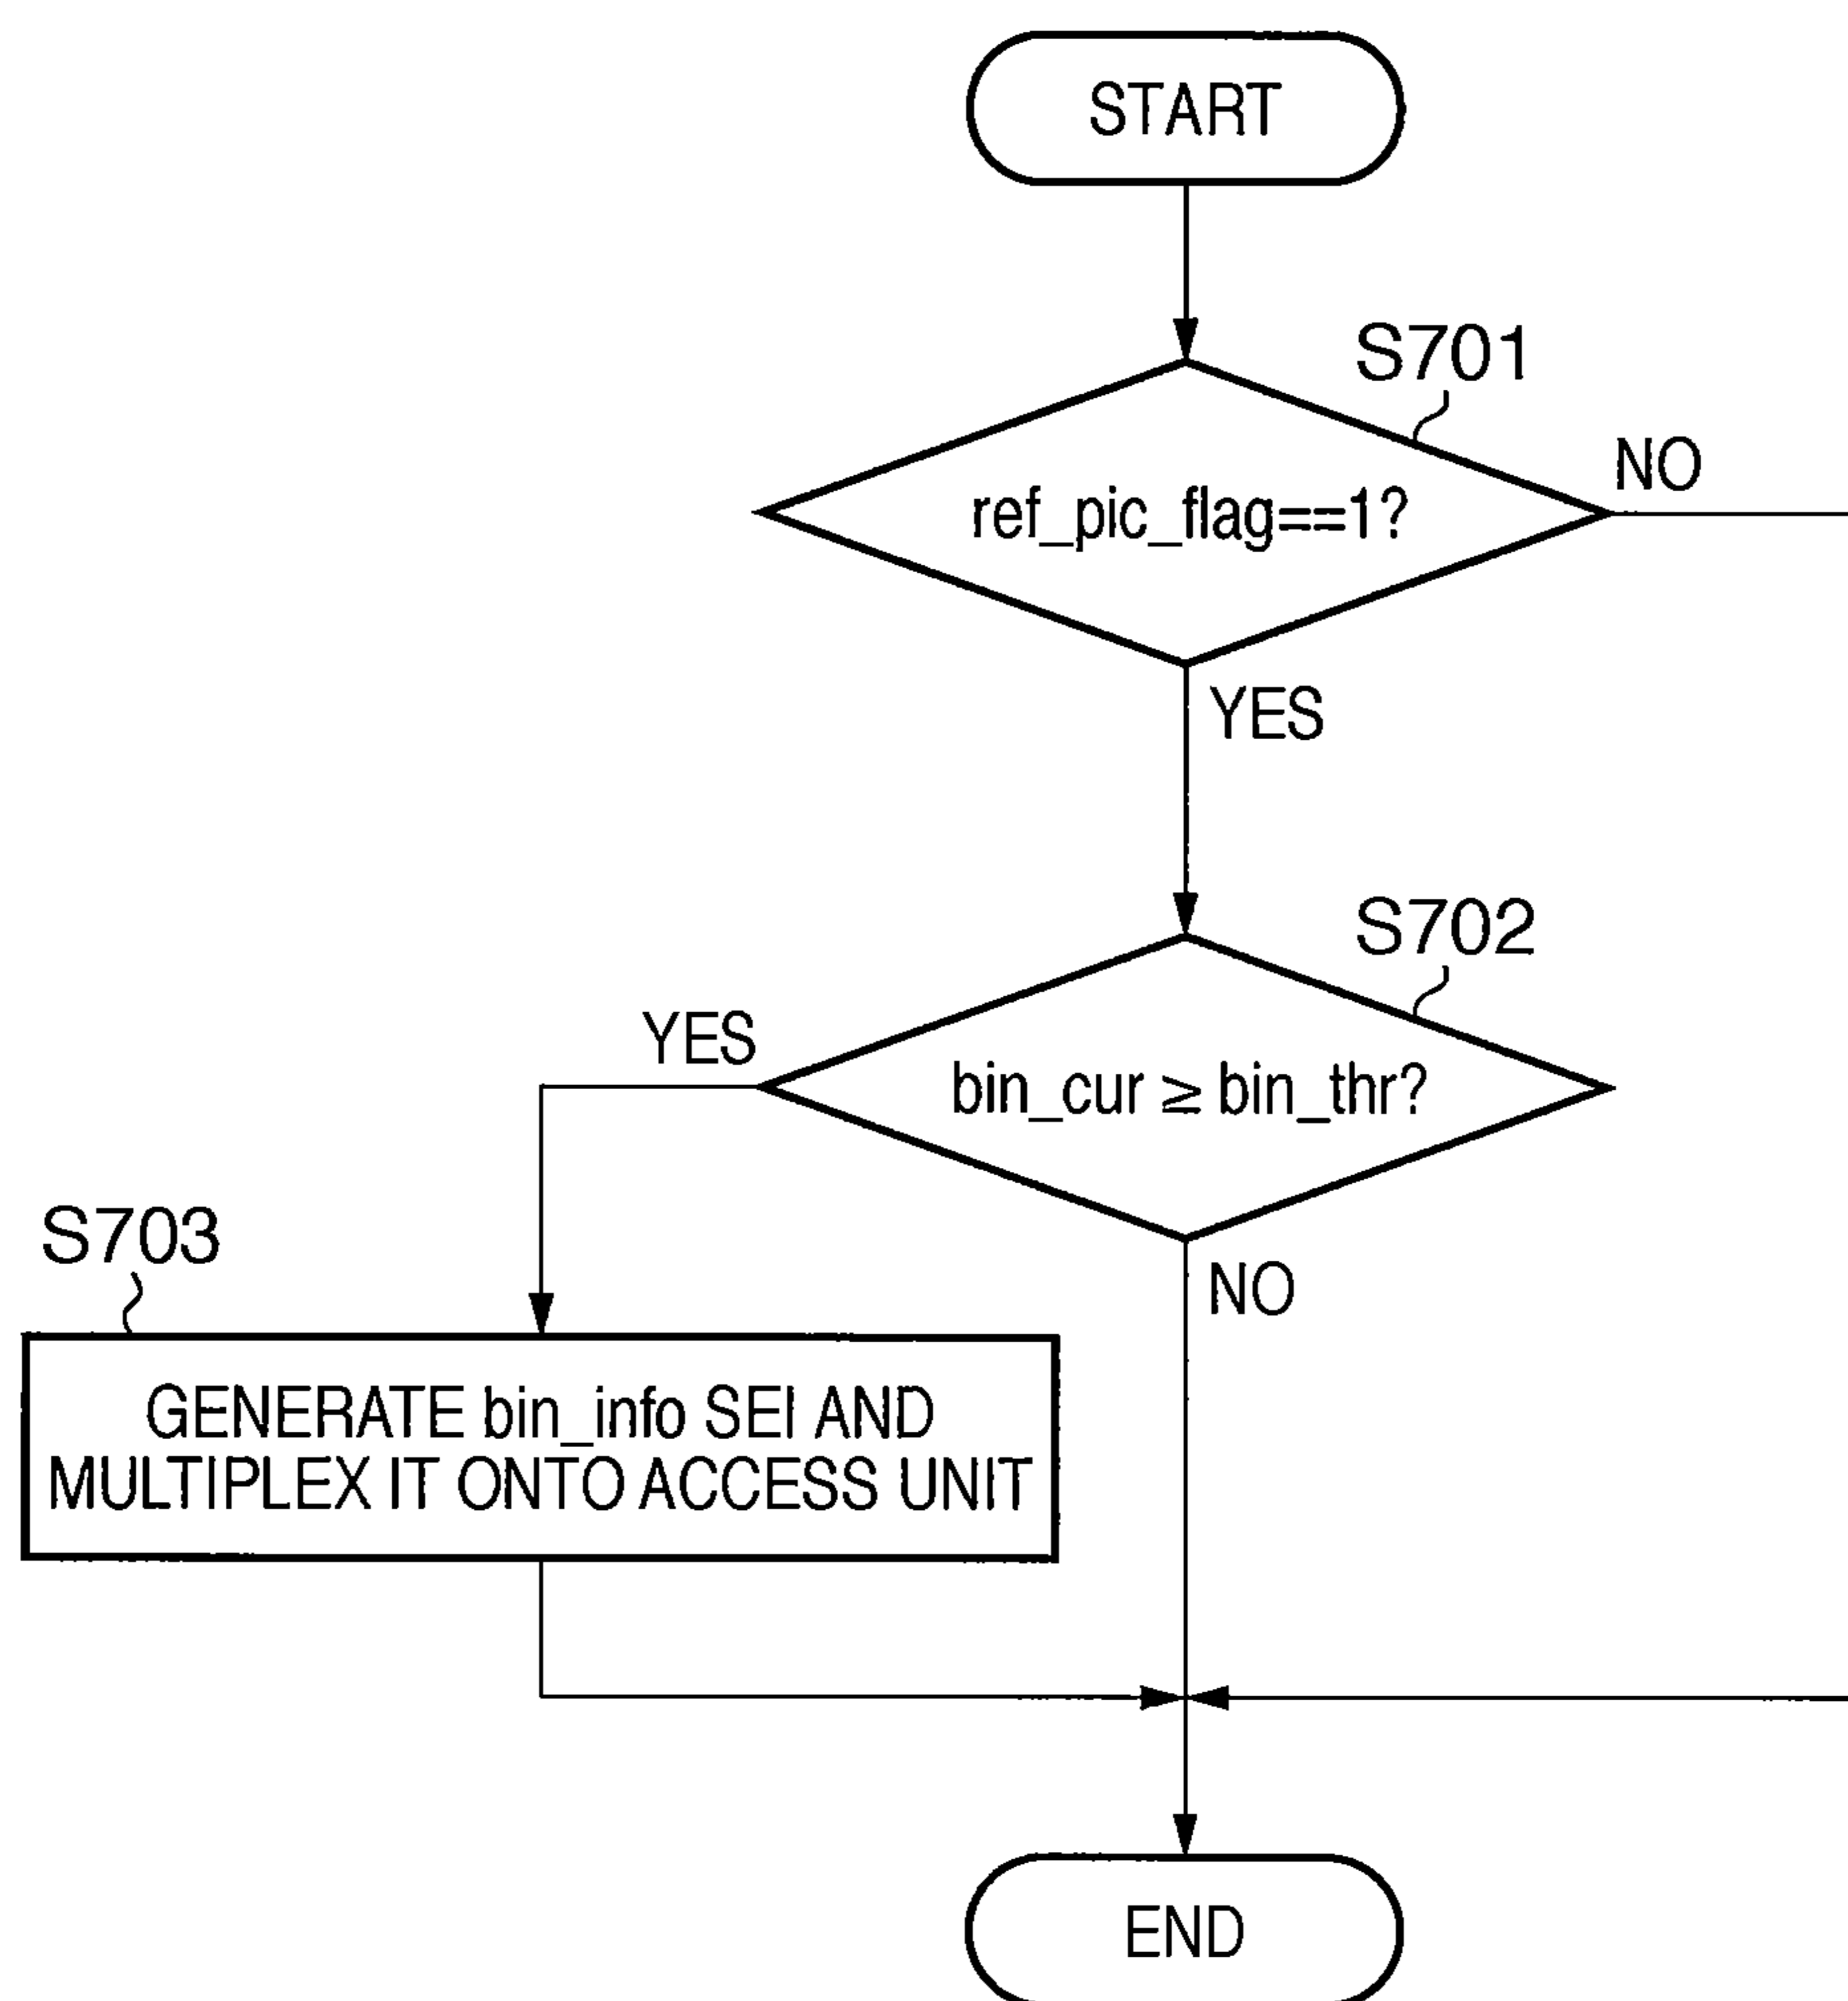 START
S701
NO
ref_pic_flag==1?
YES
S702
YES
bin_cur ≥ bin_thr?
S703
NO
GENERATE bin_info SEI AND
MULTIPLEX IT ONTO ACCESS UNIT
END